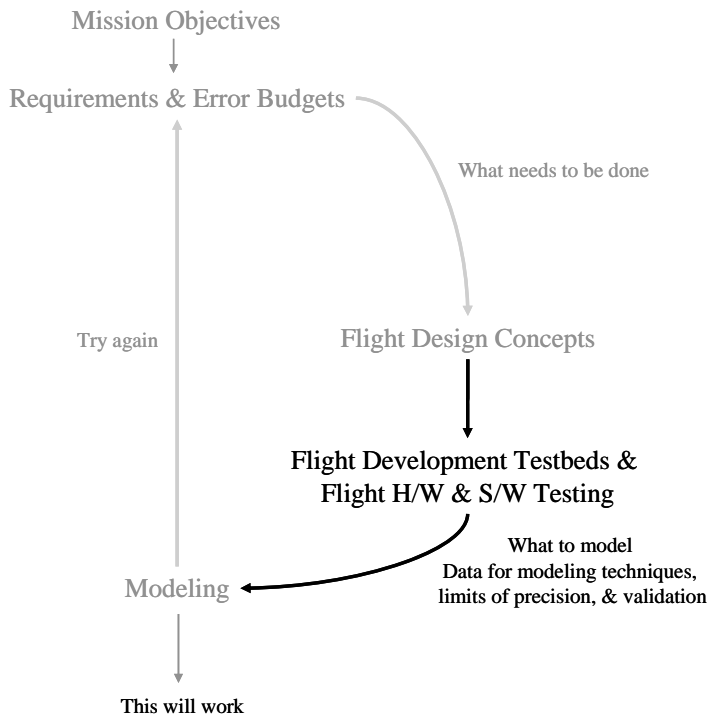 Mission Objectives
Requirements & Error Budgets
What needs to be done
Try again
Flight Design Concepts
Flight Development Testbeds &
Flight H/W & S/W Testing
What to model
Data for modeling techniques,
limits of precision, & validation
Modeling
This will work